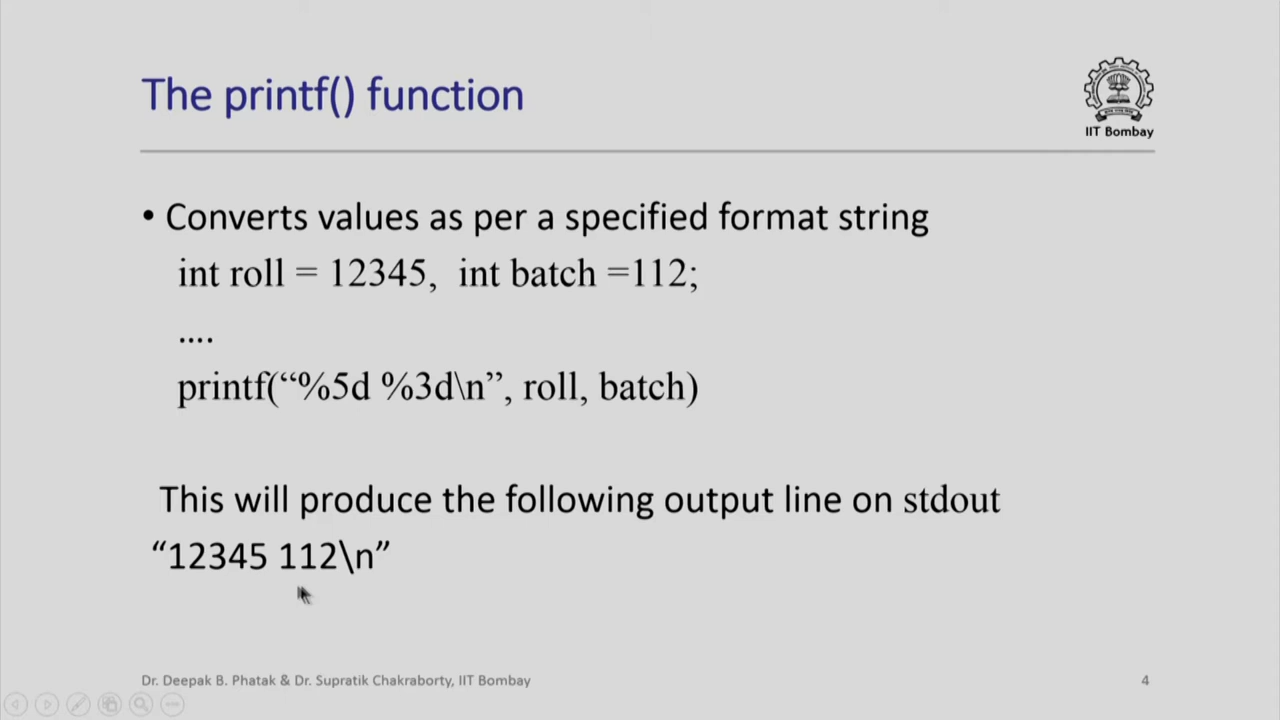 The printf() function
IIT Bombay
• Converts values as per a specified format string
int roll = 12345,  int batch =112;
....
printf(“%5d %3d\n”, roll, batch)
This will produce the following output line on stdout
“12345 112\n”
Dr. Deepak B. Phatak & Dr. Supratik Chakraborty, IIT Bombay
4